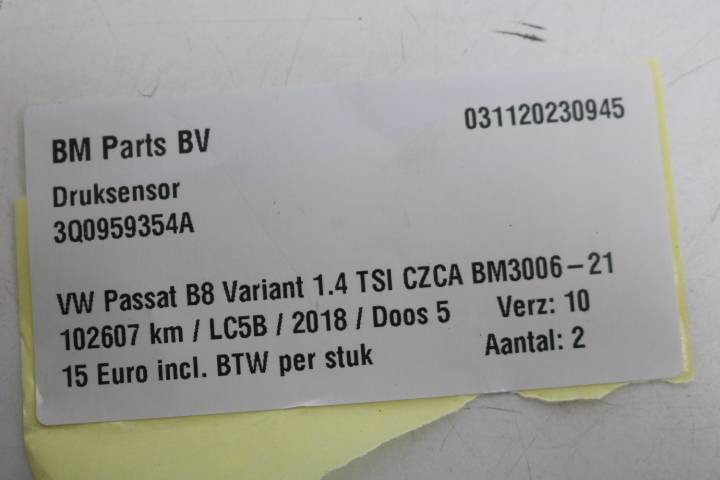 BM Parts BV 031120230945
Druksensor
3Q0959354A
VW Passat B8 Variant 1.4 TSI CZCA BM3006-21
102607 km / LC5B / 2018 / Doos 5 Verz: 10
15 Euro incl. BTW per stuk Aantal: 2